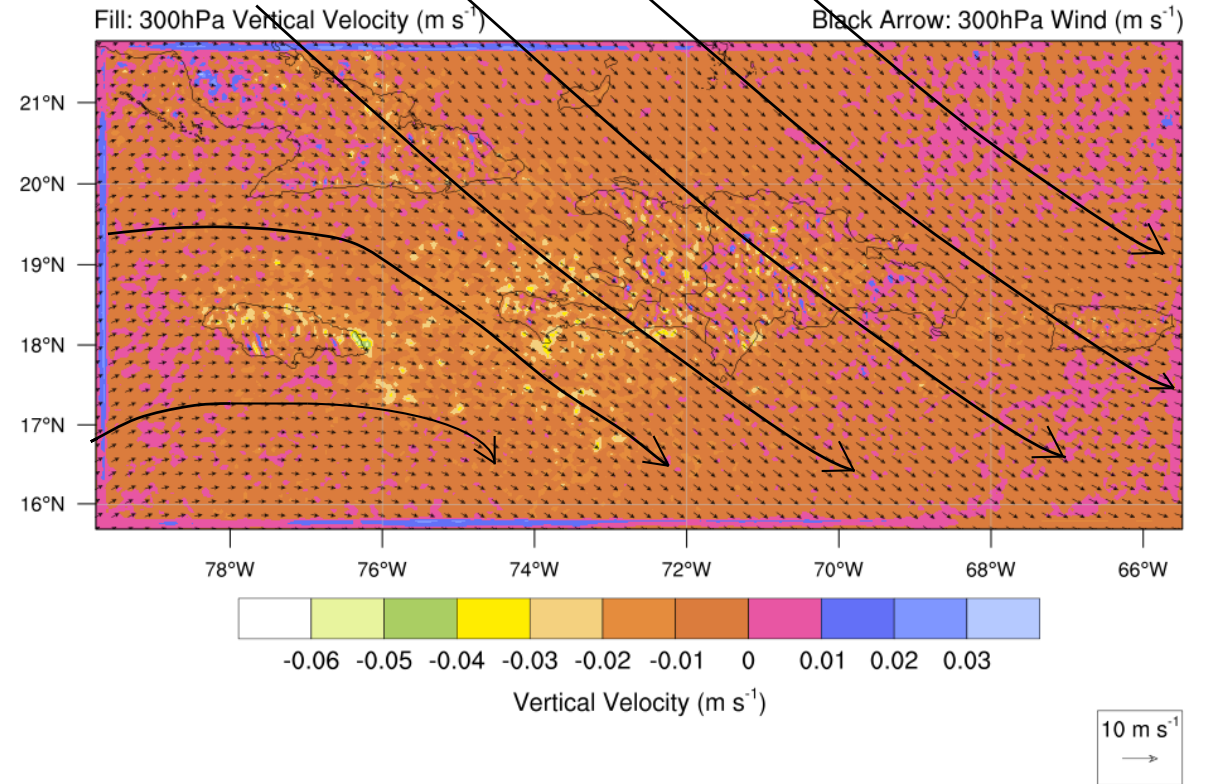 Fill: 300hPa Vertical Velocity (m s⁻¹) Black Arrow: 300hPa Wind (m s⁻¹)
21°N
20°N
19°N
18°N
17°N
16°N
78°W 76°W 74°W 72°W 70°W 68°W 66°W
-0.06 -0.05 -0.04 -0.03 -0.02 -0.01 0 0.01 0.02 0.03
Vertical Velocity (m s⁻¹)
10 m s⁻¹